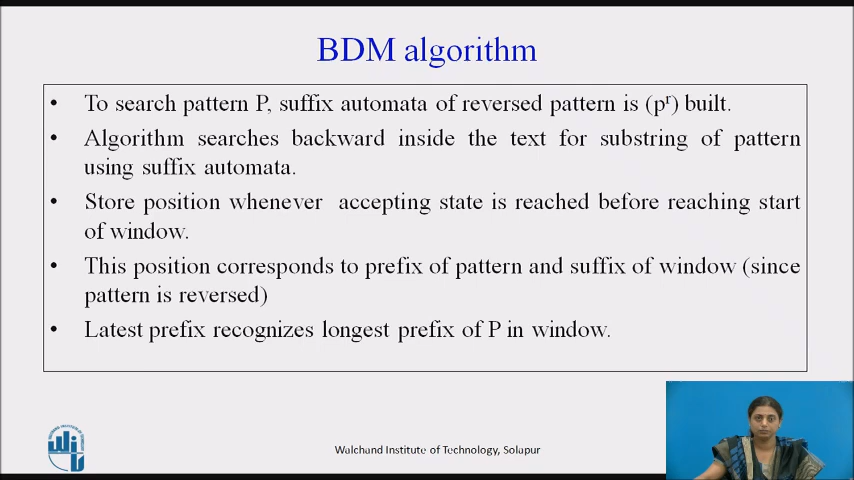 BDM algorithm
• To search pattern P, suffix automata of reversed pattern is (pʳ) built.
• Algorithm searches backward inside the text for substring of pattern
using suffix automata.
• Store position whenever accepting state is reached before reaching start
of window.
• This position corresponds to prefix of pattern and suffix of window (since
pattern is reversed)
• Latest prefix recognizes longest prefix of P in window.
Walchand Institute of Technology, Solapur